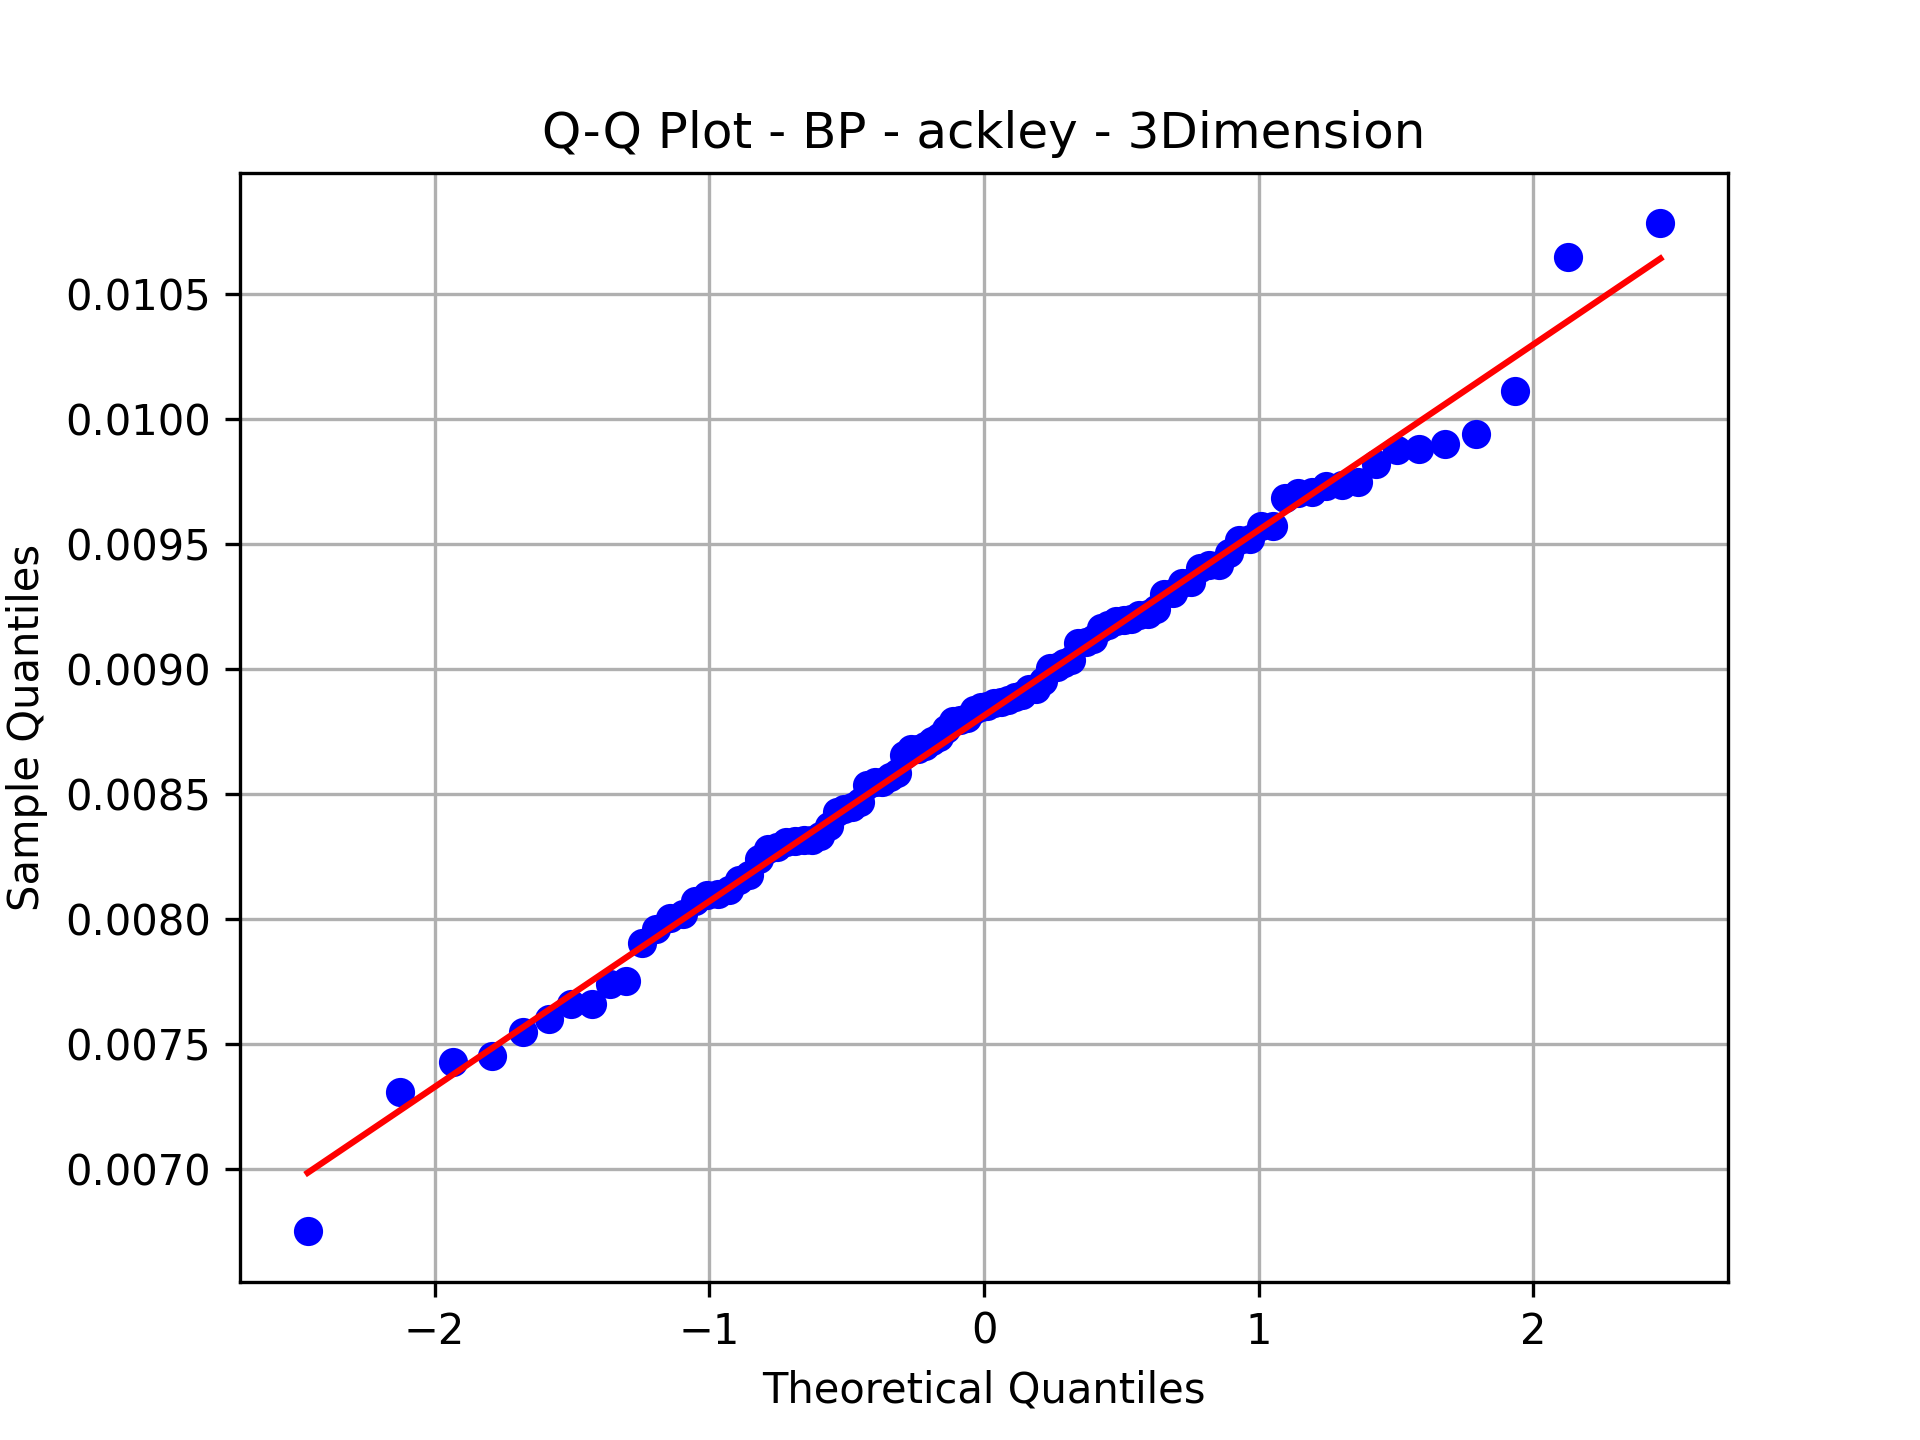 Q-Q Plot - BP - ackley - 3Dimension
Sample Quantiles
0.0105
0.0100
0.0095
0.0090
0.0085
0.0080
0.0075
0.0070
−2 −1 0 1 2
Theoretical Quantiles